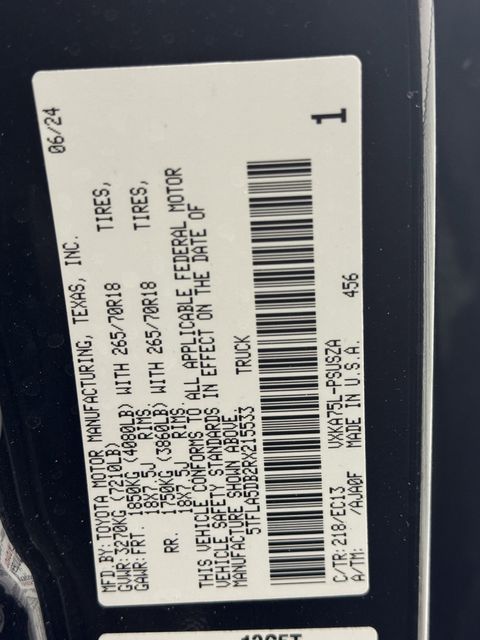 MFD.BY:TOYOTA MOTOR MANUFACTURING, TEXAS, INC. 06/24
GVWR:3270KG (7210LB)
GAWR:FRT. 1850KG (4080LB) WITH 265/70R18 TIRES,
18X7.5J RIMS.
RR. 1750KG (3860LB) WITH 265/70R18 TIRES,
18X7.5J RIMS.
THIS VEHICLE CONFORMS TO ALL APPLICABLE FEDERAL MOTOR
VEHICLE SAFETY STANDARDS IN EFFECT ON THE DATE OF
MANUFACTURE SHOWN ABOVE.
5TFLA5DB2RX215533 TRUCK
1
C/TR:218/EC13 VXKA75L-PSUSZA
A/TM: /AJA0F MADE IN U.S.A. 456